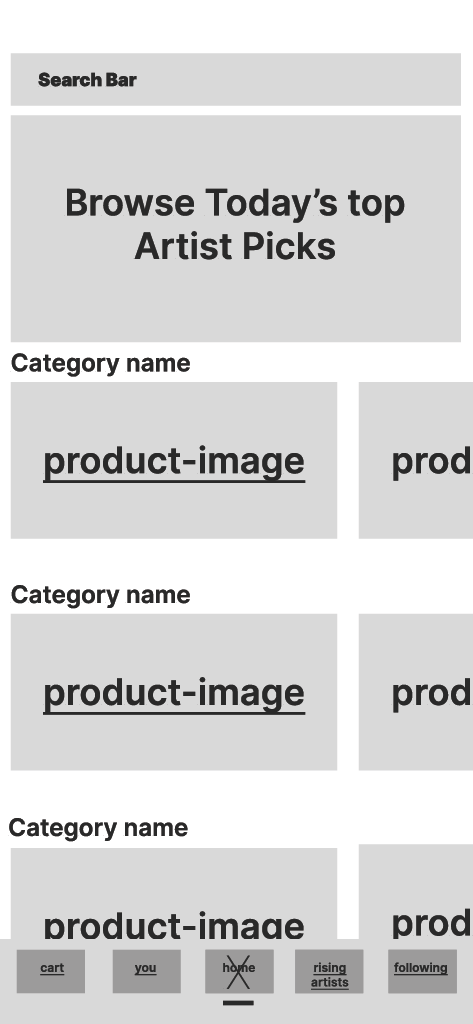 Search Bar
Browse Today’s top
Artist Picks
Category name
product-image
prod
Category name
product-image
prod
Category name
product-image
prod
cart
you
home
rising
artists
following